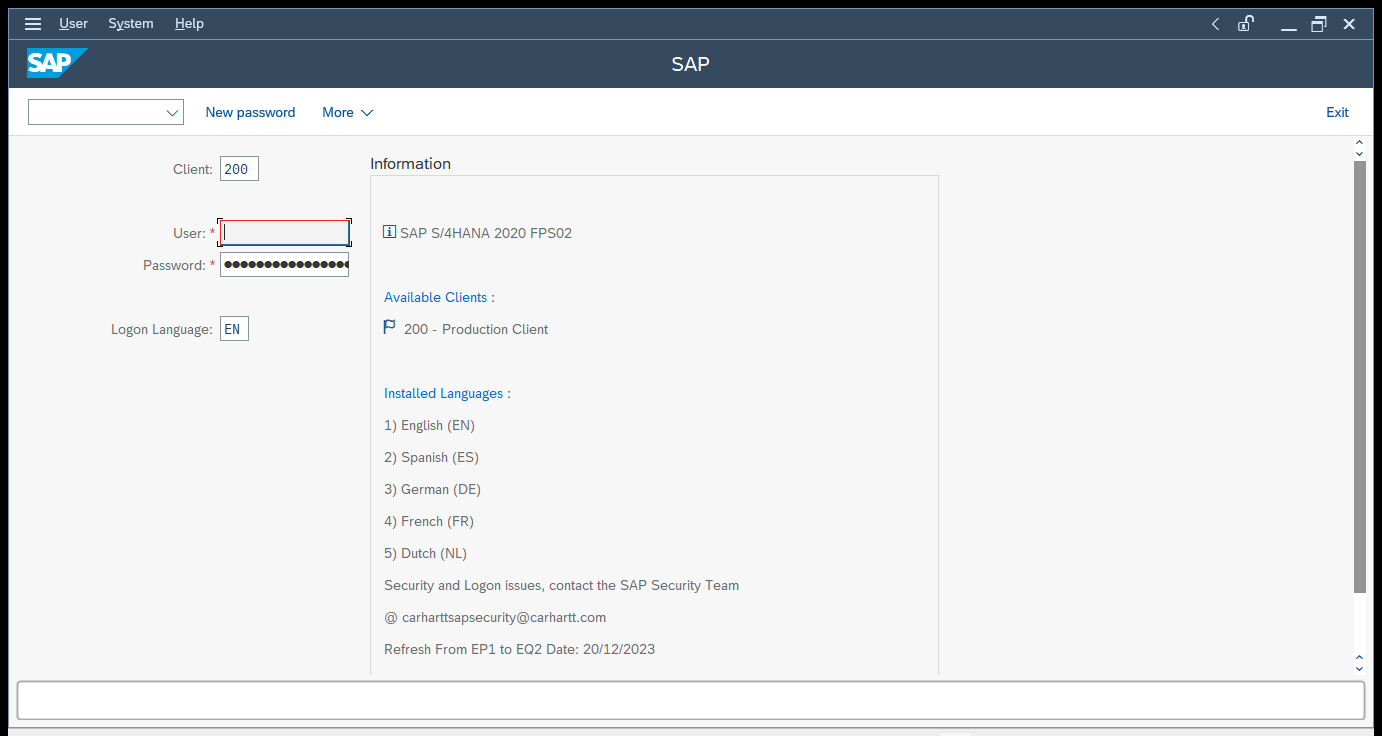 User System Help
SAP
SAP
New password More Exit
Client: 200
Information
User: *
SAP S/4HANA 2020 FPS02
Password: * ●●●●●●●●●●●●●●●●
Available Clients :
Logon Language: EN
200 - Production Client
Installed Languages :
1) English (EN)
2) Spanish (ES)
3) German (DE)
4) French (FR)
5) Dutch (NL)
Security and Logon issues, contact the SAP Security Team
@ carharttsapsecurity@carhartt.com
Refresh From EP1 to EQ2 Date: 20/12/2023